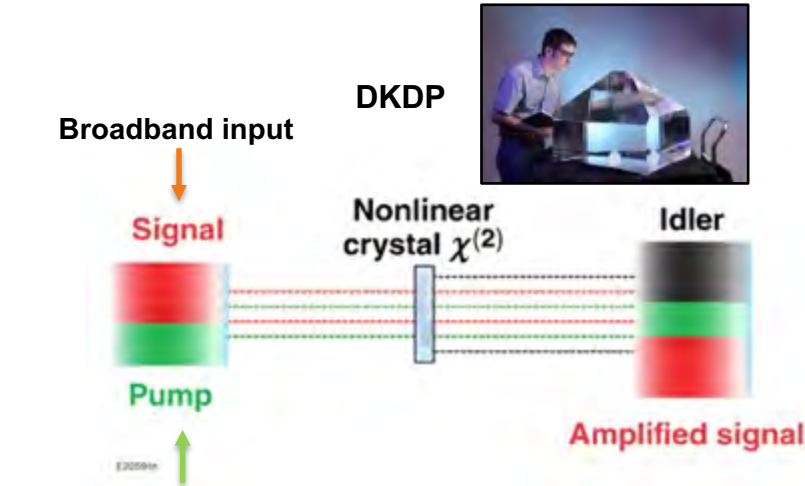 DKDP
Broadband input
Signal
Nonlinear
crystal χ(2)
Idler
Pump
Amplified signal